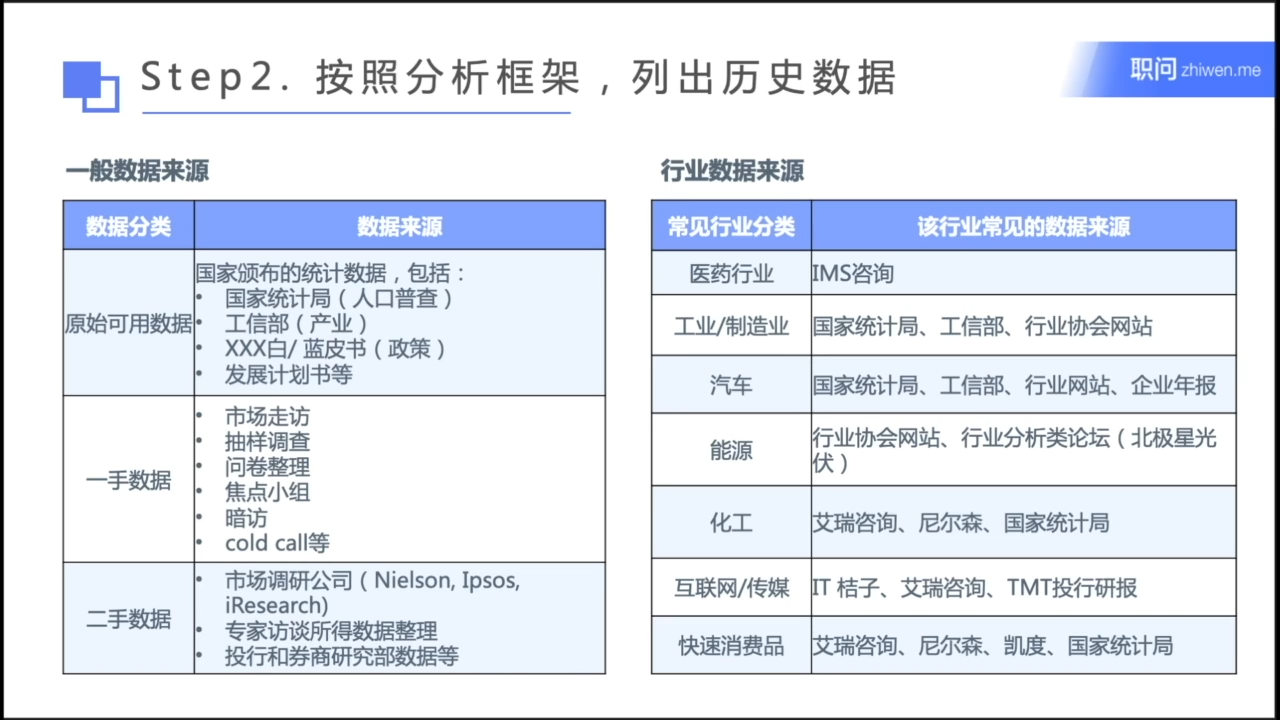 Step2. 按照分析框架，列出历史数据
职问 zhiwen.me
一般数据来源
数据分类 数据来源
原始可用数据
国家颁布的统计数据，包括：
• 国家统计局（人口普查）
• 工信部（产业）
• XXX白/ 蓝皮书（政策）
• 发展计划书等
一手数据
• 市场走访
• 抽样调查
• 问卷整理
• 焦点小组
• 暗访
• cold call等
二手数据
• 市场调研公司（Nielson, Ipsos,
iResearch)
• 专家访谈所得数据整理
• 投行和券商研究部数据等
行业数据来源
常见行业分类 该行业常见的数据来源
医药行业 IMS咨询
工业/制造业 国家统计局、工信部、行业协会网站
汽车 国家统计局、工信部、行业网站、企业年报
能源 行业协会网站、行业分析类论坛（北极星光
伏）
化工 艾瑞咨询、尼尔森、国家统计局
互联网/传媒 IT 桔子、艾瑞咨询、TMT投行研报
快速消费品 艾瑞咨询、尼尔森、凯度、国家统计局